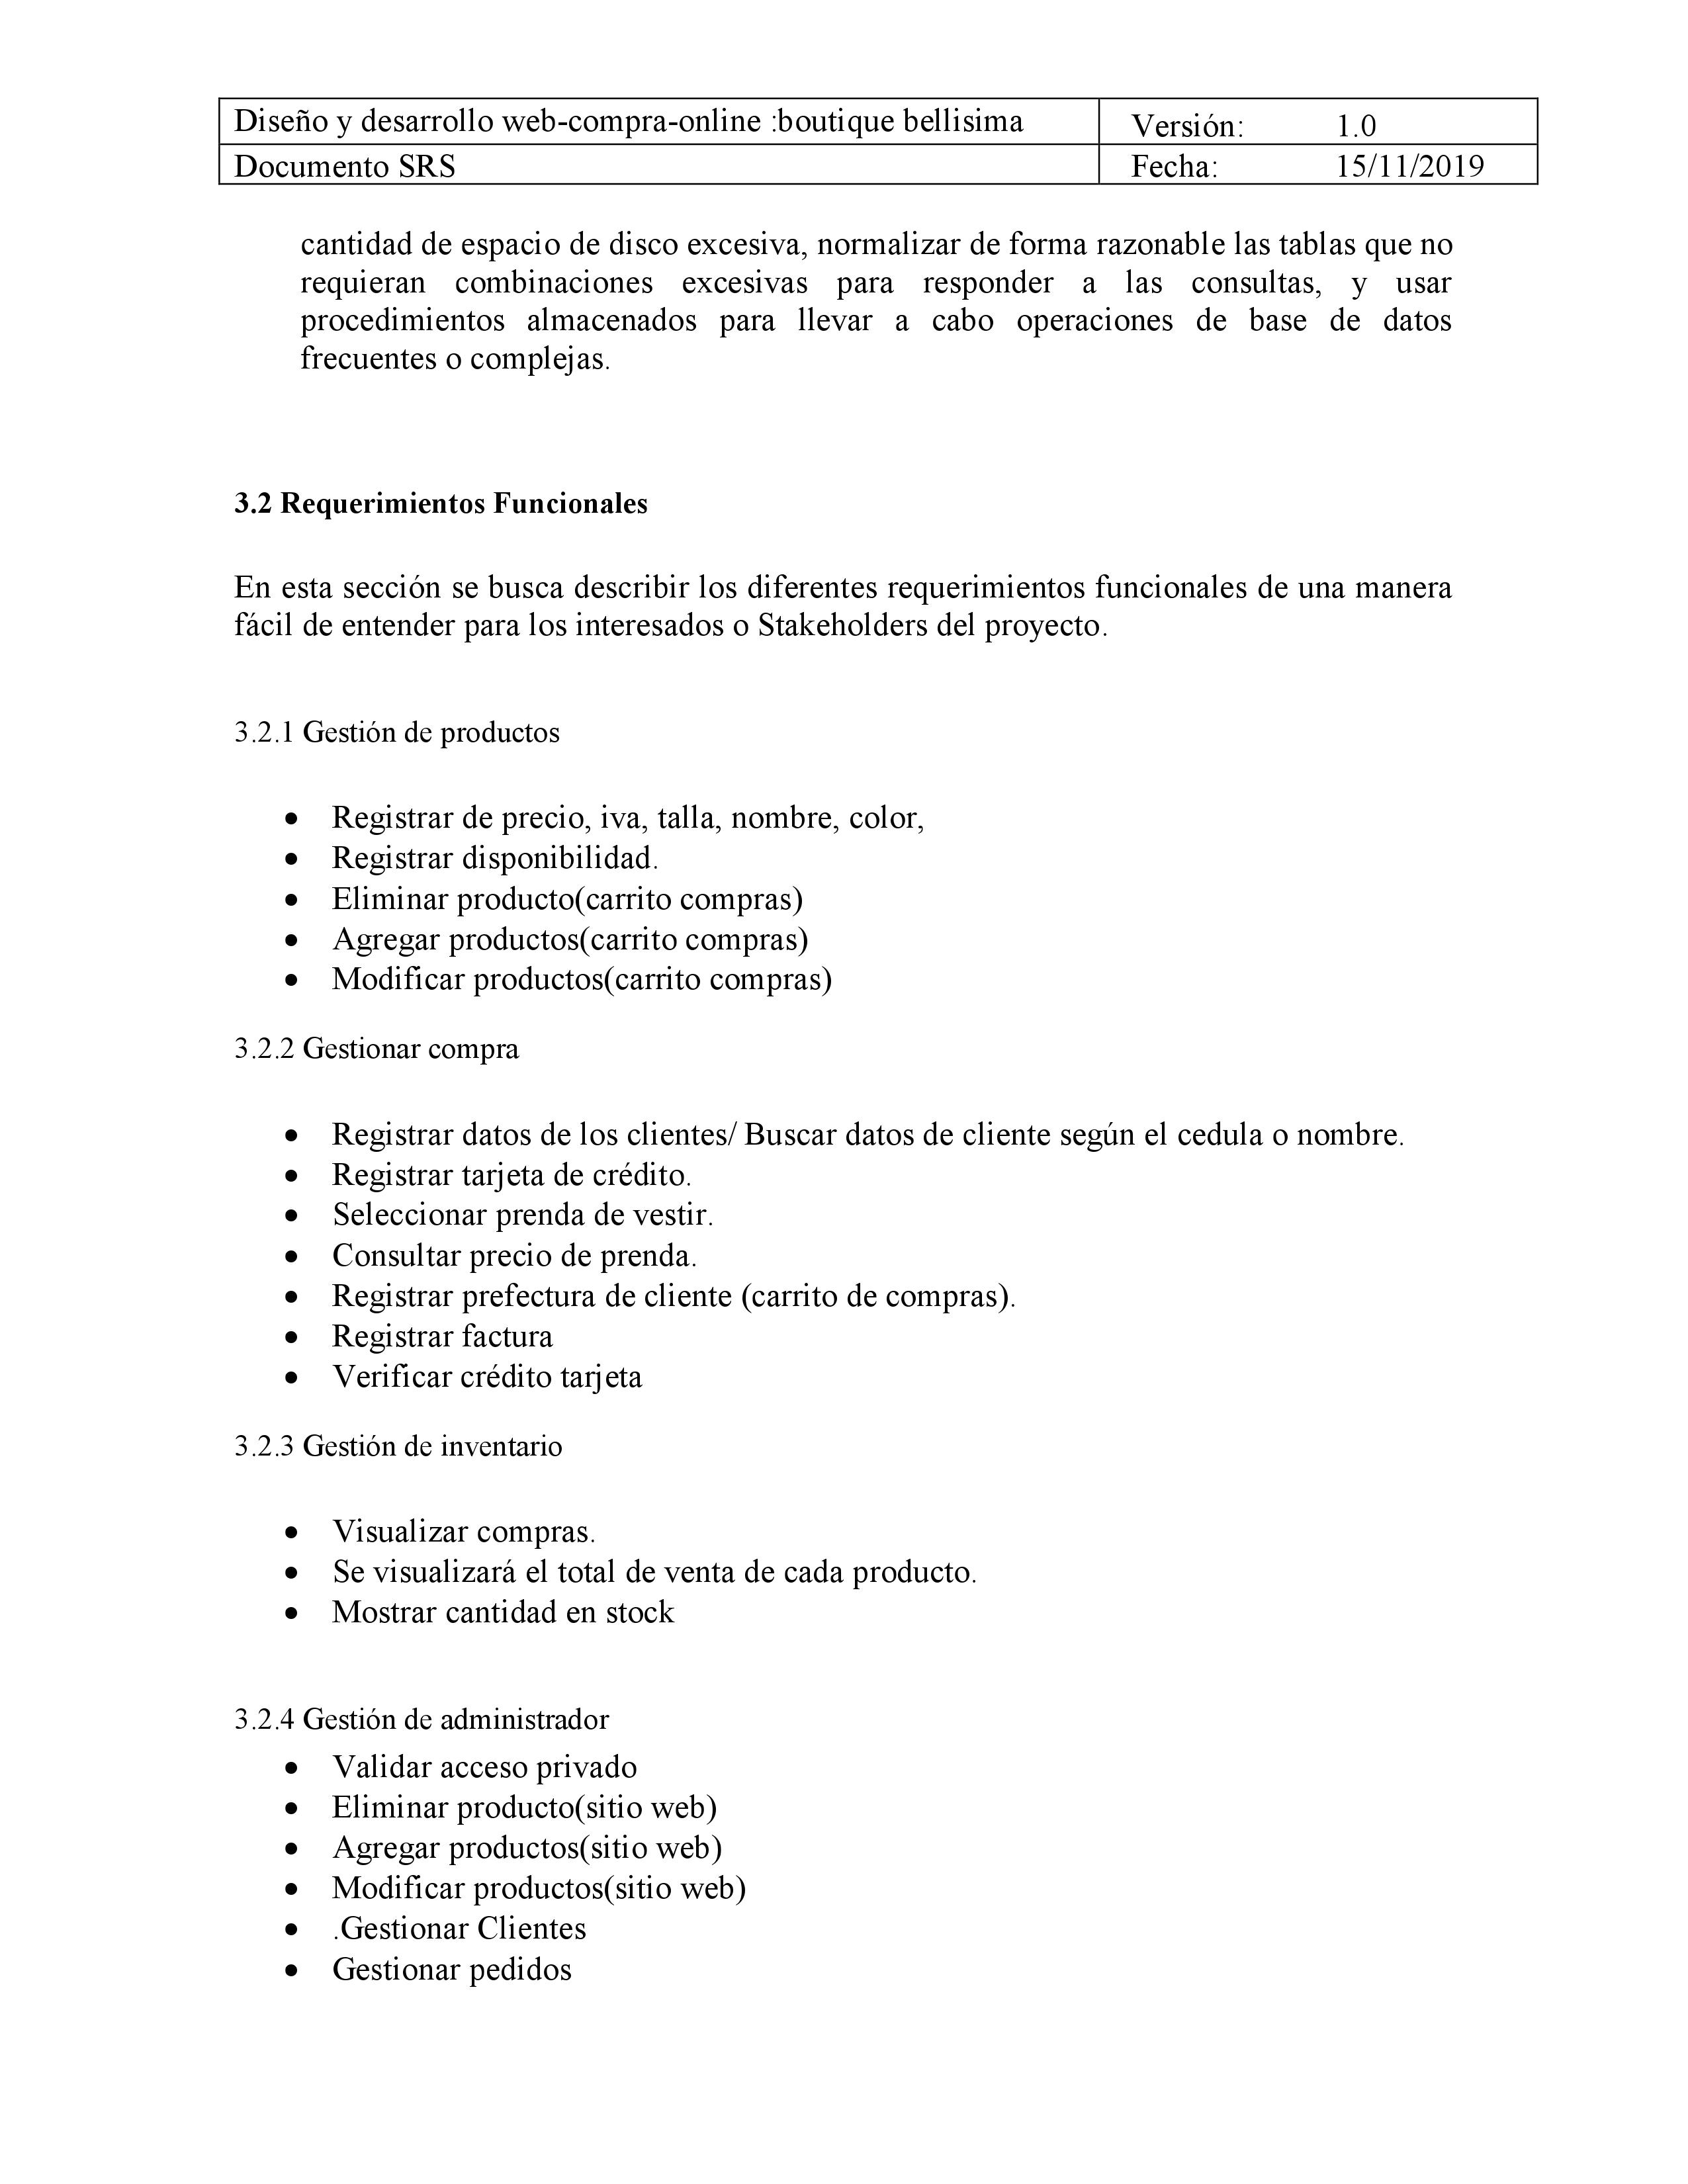 Diseño y desarrollo web-compra-online :boutique bellisima
Versión: 1.0
Documento SRS
Fecha: 15/11/2019
cantidad de espacio de disco excesiva, normalizar de forma razonable las tablas que no
requieran combinaciones excesivas para responder a las consultas, y usar
procedimientos almacenados para llevar a cabo operaciones de base de datos
frecuentes o complejas.
3.2 Requerimientos Funcionales
En esta sección se busca describir los diferentes requerimientos funcionales de una manera
fácil de entender para los interesados o Stakeholders del proyecto.
3.2.1 Gestión de productos
• Registrar de precio, iva, talla, nombre, color,
• Registrar disponibilidad.
• Eliminar producto(carrito compras)
• Agregar productos(carrito compras)
• Modificar productos(carrito compras)
3.2.2 Gestionar compra
• Registrar datos de los clientes/ Buscar datos de cliente según el cedula o nombre.
• Registrar tarjeta de crédito.
• Seleccionar prenda de vestir.
• Consultar precio de prenda.
• Registrar prefectura de cliente (carrito de compras).
• Registrar factura
• Verificar crédito tarjeta
3.2.3 Gestión de inventario
• Visualizar compras.
• Se visualizará el total de venta de cada producto.
• Mostrar cantidad en stock
3.2.4 Gestión de administrador
• Validar acceso privado
• Eliminar producto(sitio web)
• Agregar productos(sitio web)
• Modificar productos(sitio web)
• .Gestionar Clientes
• Gestionar pedidos